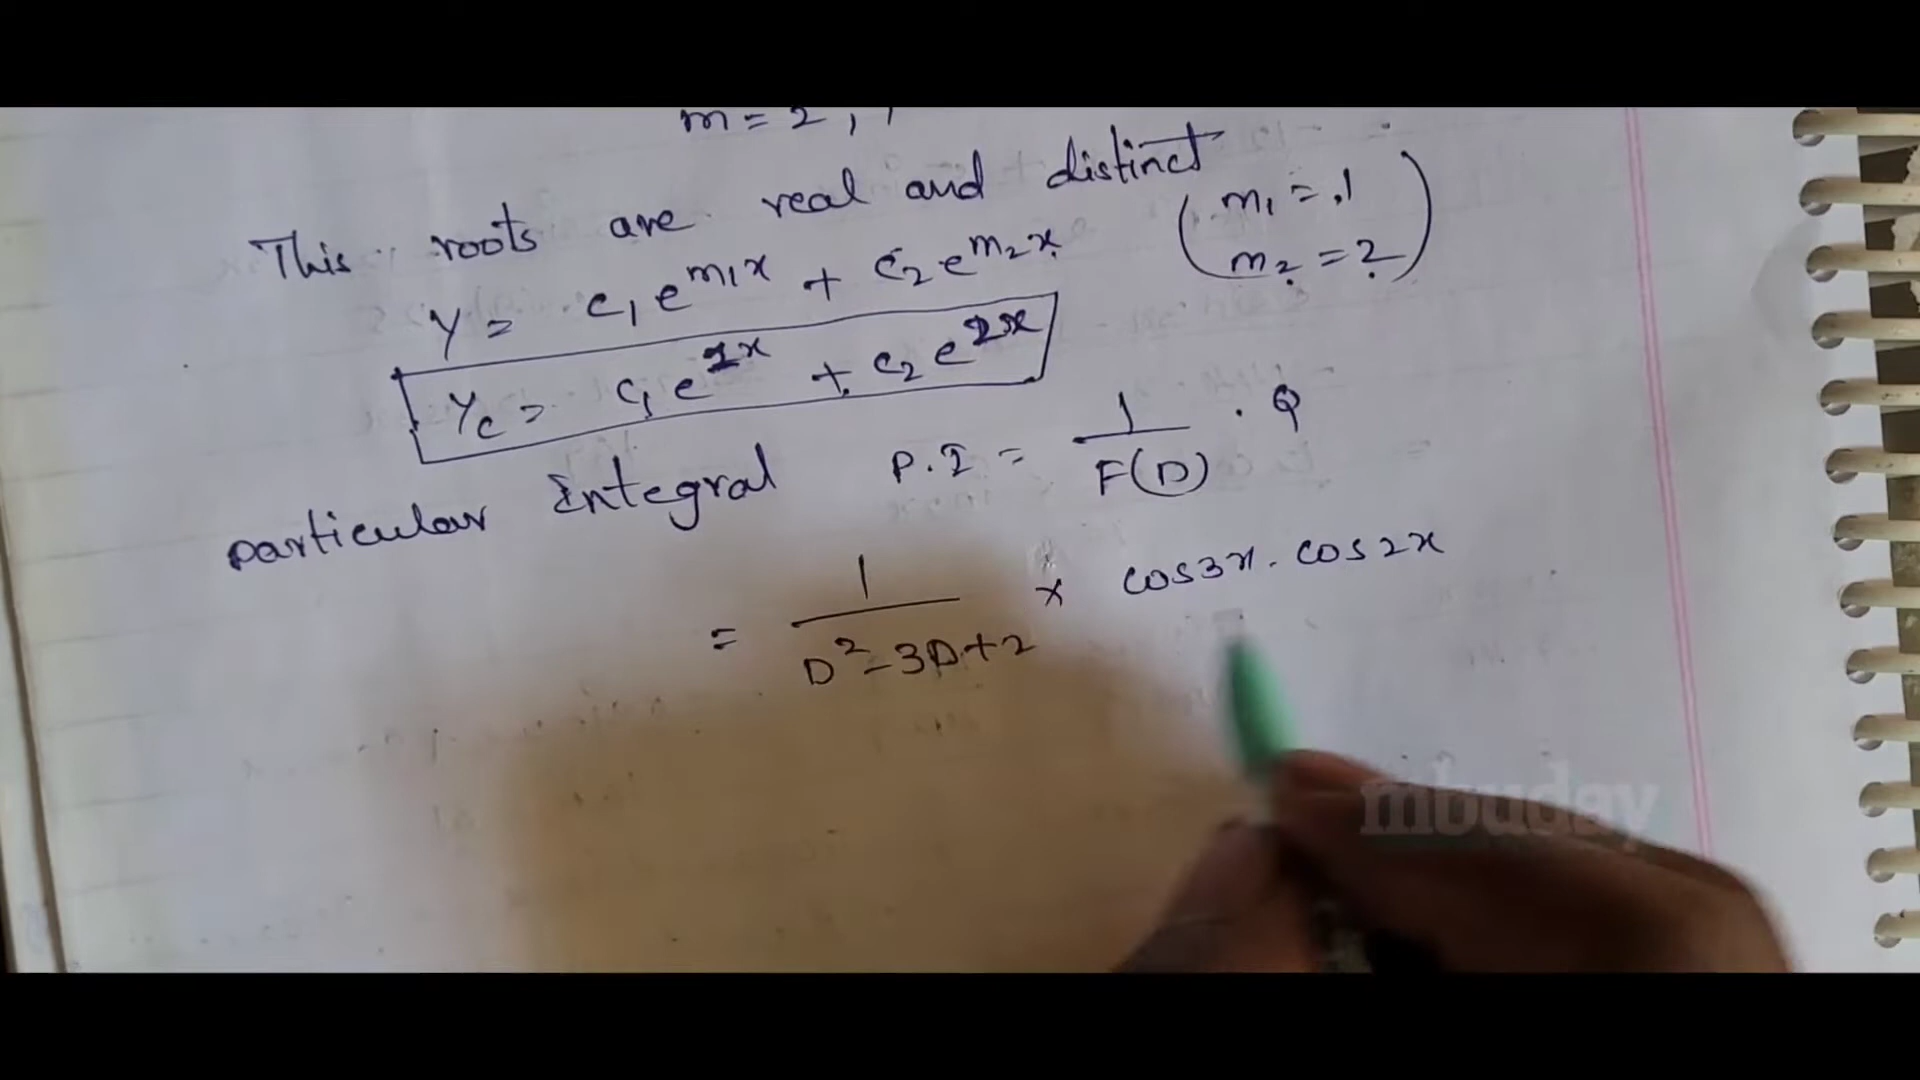 m = 2, 1
This roots are real and distinct
y = c₁e^{m₁x} + c₂e^{m₂x} (m₁ = 1
m₂ = 2)
y_c = c₁e^{1x} + c₂e^{2x}
particular Integral P.I = 1/F(D) . Q
= 1/(D² - 3D + 2) × cos3x . cos2x
mbuday